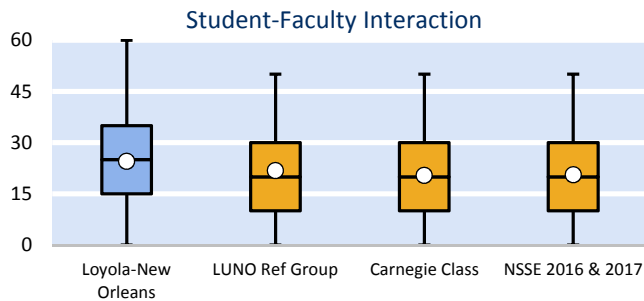 Student-Faculty Interaction
60
45
30
15
0
Loyola-New
Orleans
LUNO Ref Group
Carnegie Class
NSSE 2016 & 2017